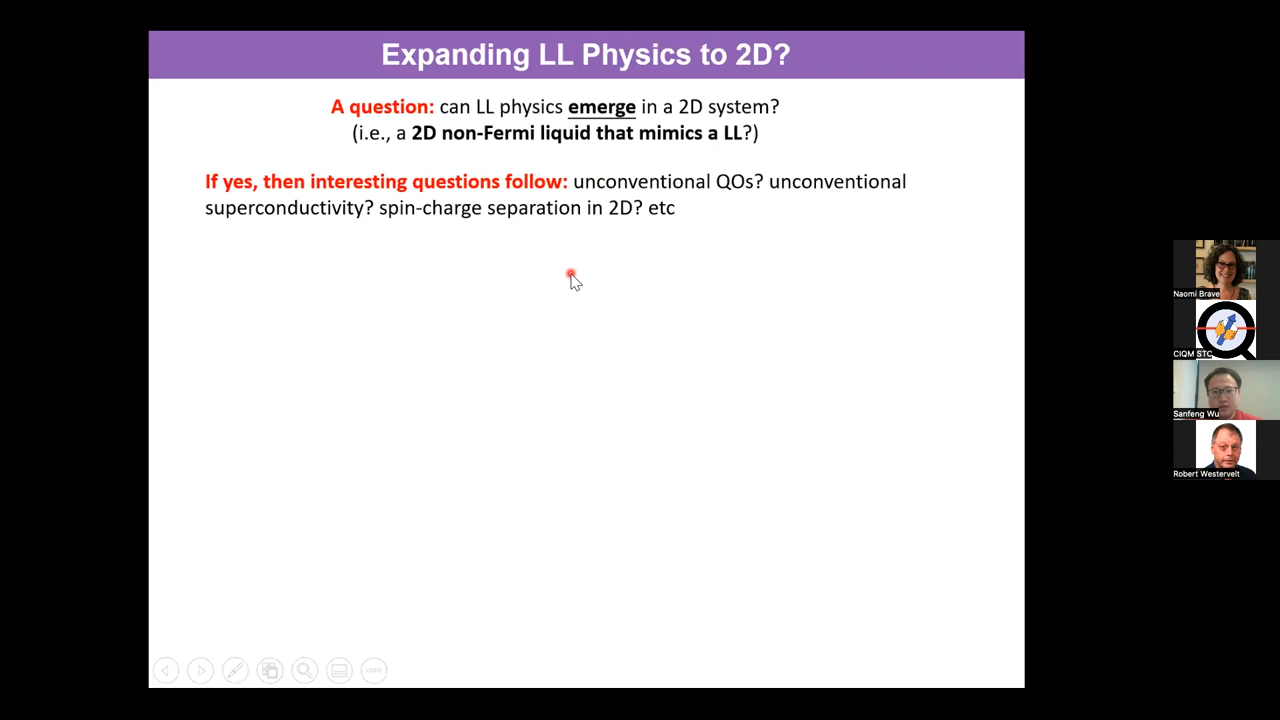 Expanding LL Physics to 2D?
A question: can LL physics emerge in a 2D system?
(i.e., a 2D non-Fermi liquid that mimics a LL?)
If yes, then interesting questions follow: unconventional QOs? unconventional
superconductivity? spin-charge separation in 2D? etc
Naomi Brave
CIQM STC
Sanfeng Wu
Robert Westervelt